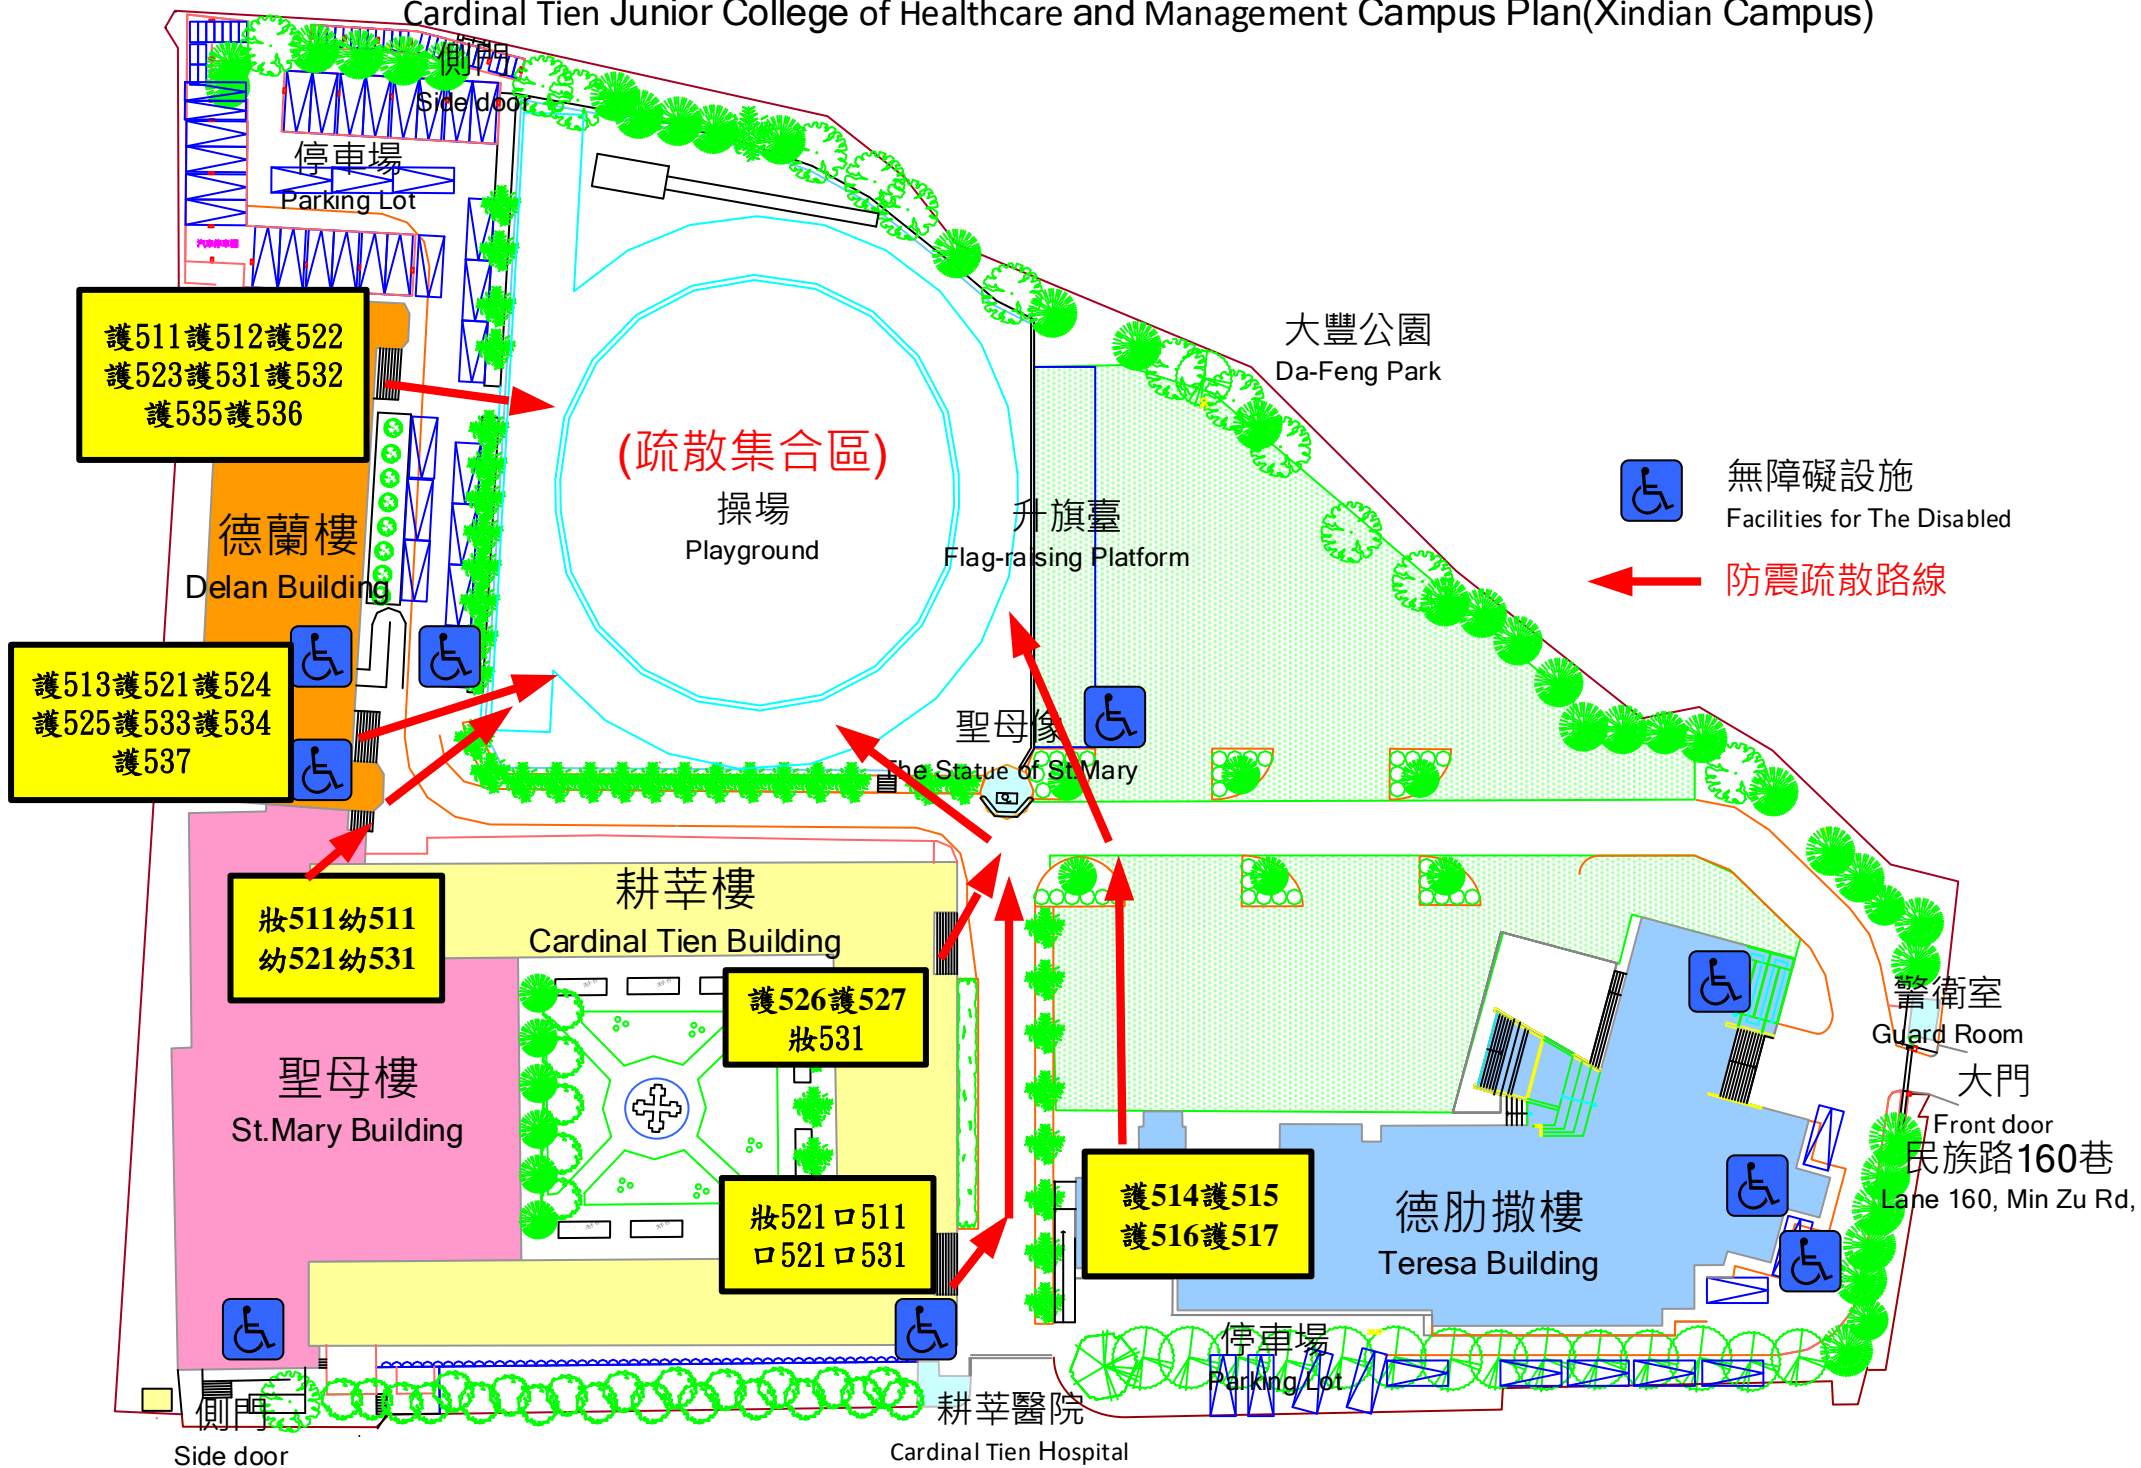 Cardinal Tien Junior College of Healthcare and Management Campus Plan(Xindian Campus)
側門
Side door
停車場
Parking Lot
汽車停車場
護511護512護522
護523護531護532
護535護536
大豐公園
Da-Feng Park
(疏散集合區)
操場
Playground
升旗臺
Flag-raising Platform
無障礙設施
Facilities for The Disabled
防震疏散路線
德蘭樓
Delan Building
護513護521護524
護525護533護534
護537
聖母像
The Statue of St.Mary
耕莘樓
Cardinal Tien Building
妝511幼511
幼521幼531
護526護527
妝531
警衛室
Guard Room
大門
Front door
民族路160巷
Lane 160, Min Zu Rd,
聖母樓
St.Mary Building
妝521口511
口521口531
護514護515
護516護517
德肋撒樓
Teresa Building
停車場
Parking Lot
側門
Side door
耕莘醫院
Cardinal Tien Hospital